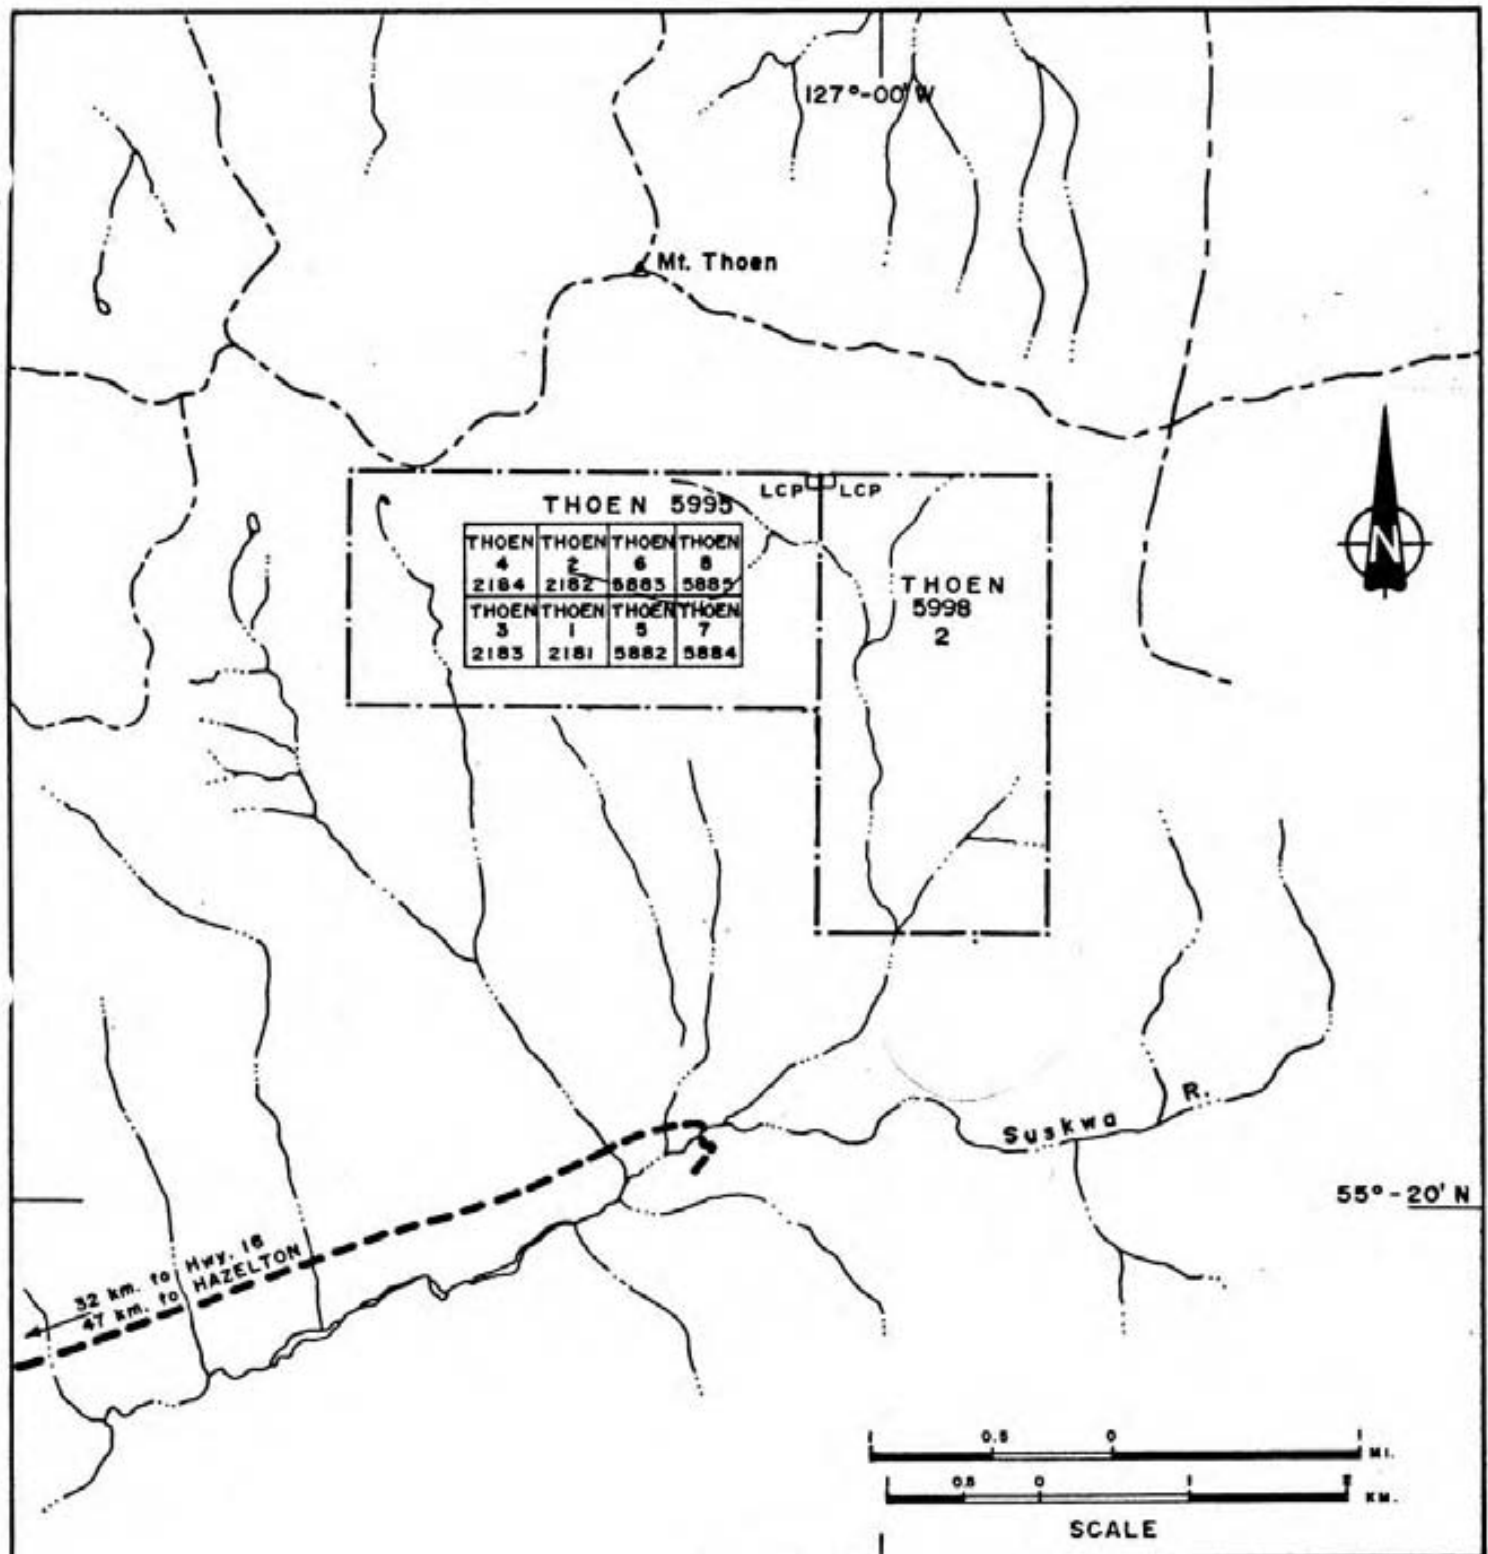 127°-00' W
Mt. Thoen
LCP LCP
THOEN 5995
THOEN THOEN THOEN THOEN
4 2 6 8
2184 2182 5883 5885
THOEN THOEN THOEN THOEN
3 1 5 7
2183 2181 5882 5884
THOEN
5998
2
N
Suskwa R.
55°-20' N
32 km. to Hwy. 16
47 km. to HAZELTON
1 0.5 0 1 MI.
1 0.5 0 1 2 KM.
SCALE